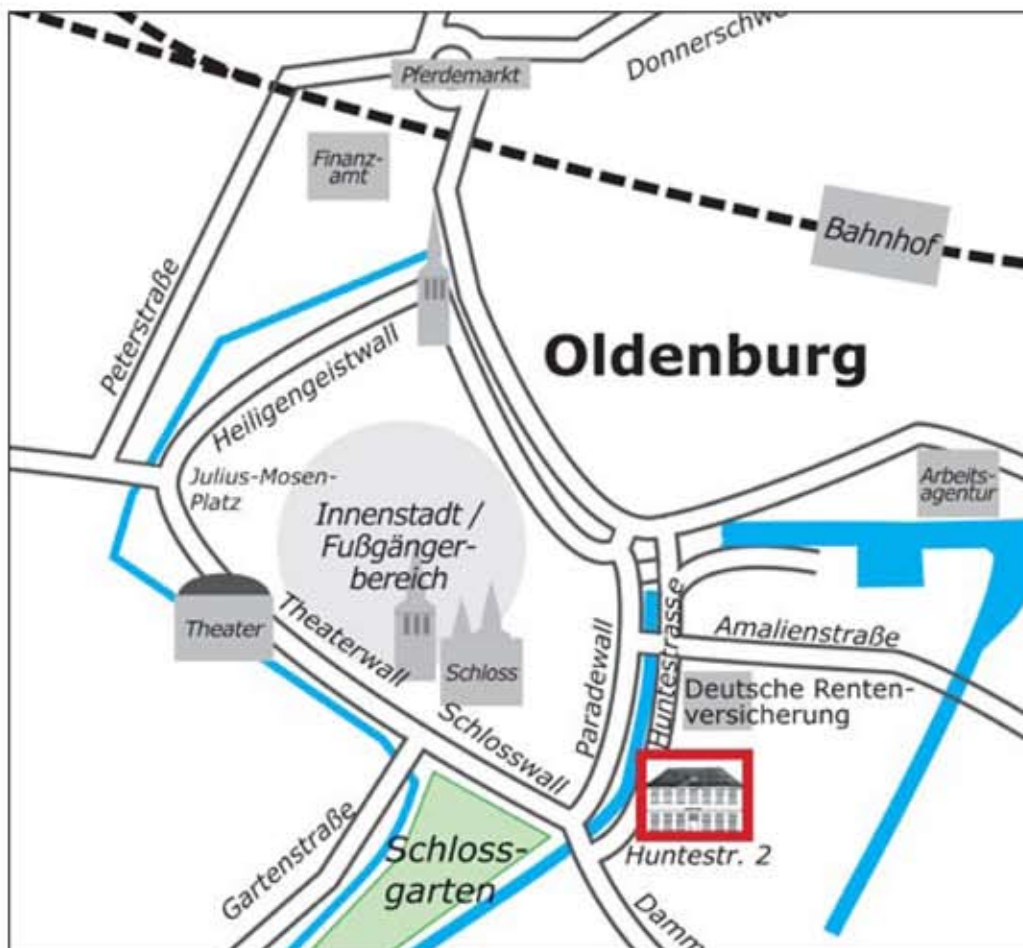 Donnerschwe
Pferdemarkt
Finanz-
amt
Bahnhof
Peterstraße
Heiligengeistwall
Oldenburg
Julius-Mosen-
Platz
Innenstadt /
Fußgänger-
bereich
Arbeits-
agentur
Theater
Theaterwall
Schloss
Schlosswall
Paradewall
Huntestrasse
Amalienstraße
Deutsche Renten-
versicherung
Huntestr. 2
Gartenstraße
Schloss-
garten
Damm